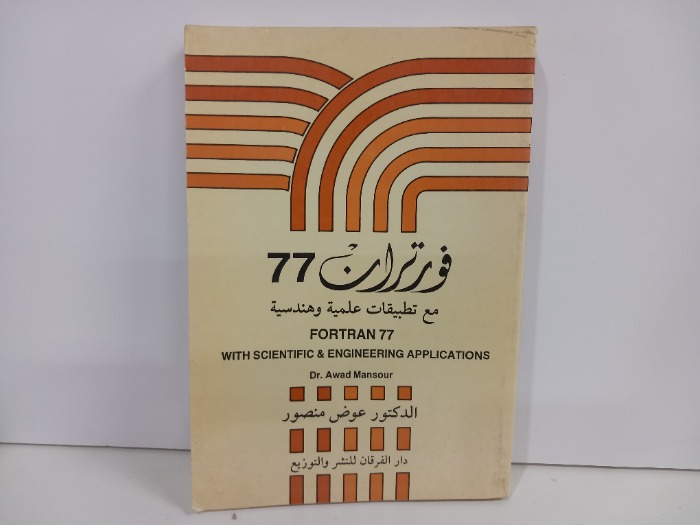 فورتران 77
مع تطبيقات علمية وهندسية
FORTRAN 77
WITH SCIENTIFIC & ENGINEERING APPLICATIONS
Dr. Awad Mansour
الدكتور عوض منصور
دار الفرقان للنشر والتوزيع